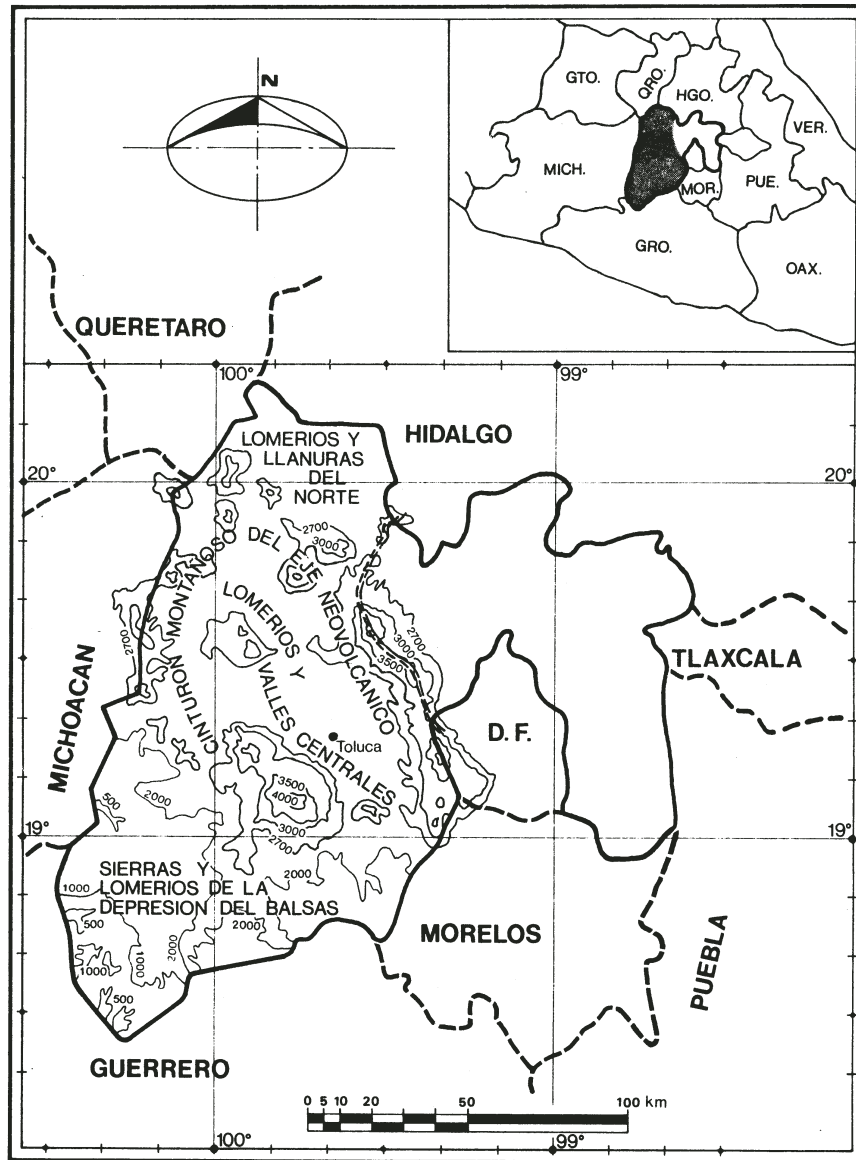 N
GTO.
QRO.
HGO.
VER.
MICH.
MOR.
PUE.
GRO.
OAX.
QUERETARO
100°
99°
HIDALGO
LOMERIOS Y
LLANURAS
DEL
NORTE
20°
20°
2700
3000
CINTURON MONTAÑOSO DEL EJE NEOVOLCANICO
LOMERIOS Y
VALLES CENTRALES
2700
2700
3000
3500
MICHOACAN
TLAXCALA
D. F.
Toluca
3500
4000
2000
500
3000
2700
19°
19°
SIERRAS Y
LOMERIOS DE LA
DEPRESION DEL BALSAS
2000
1000
500
2000
2000
1000
1000
500
MORELOS
PUEBLA
GUERRERO
0 5 10 20 50 100 km
100°
99°